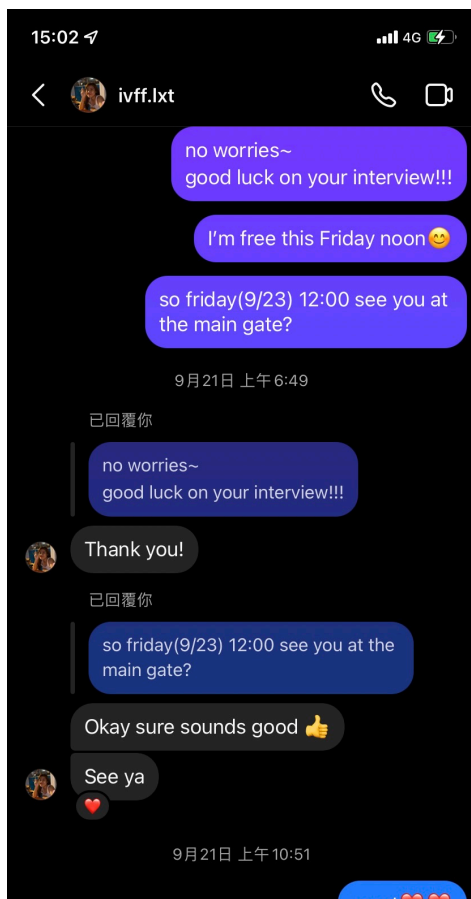 15:02
4G
ivff.lxt
no worries~
good luck on your interview!!!
I'm free this Friday noon😊
so friday(9/23) 12:00 see you at
the main gate?
9月21日 上午6:49
已回覆你
no worries~
good luck on your interview!!!
Thank you!
已回覆你
so friday(9/23) 12:00 see you at the
main gate?
Okay sure sounds good 👍
See ya
❤️
9月21日 上午10:51